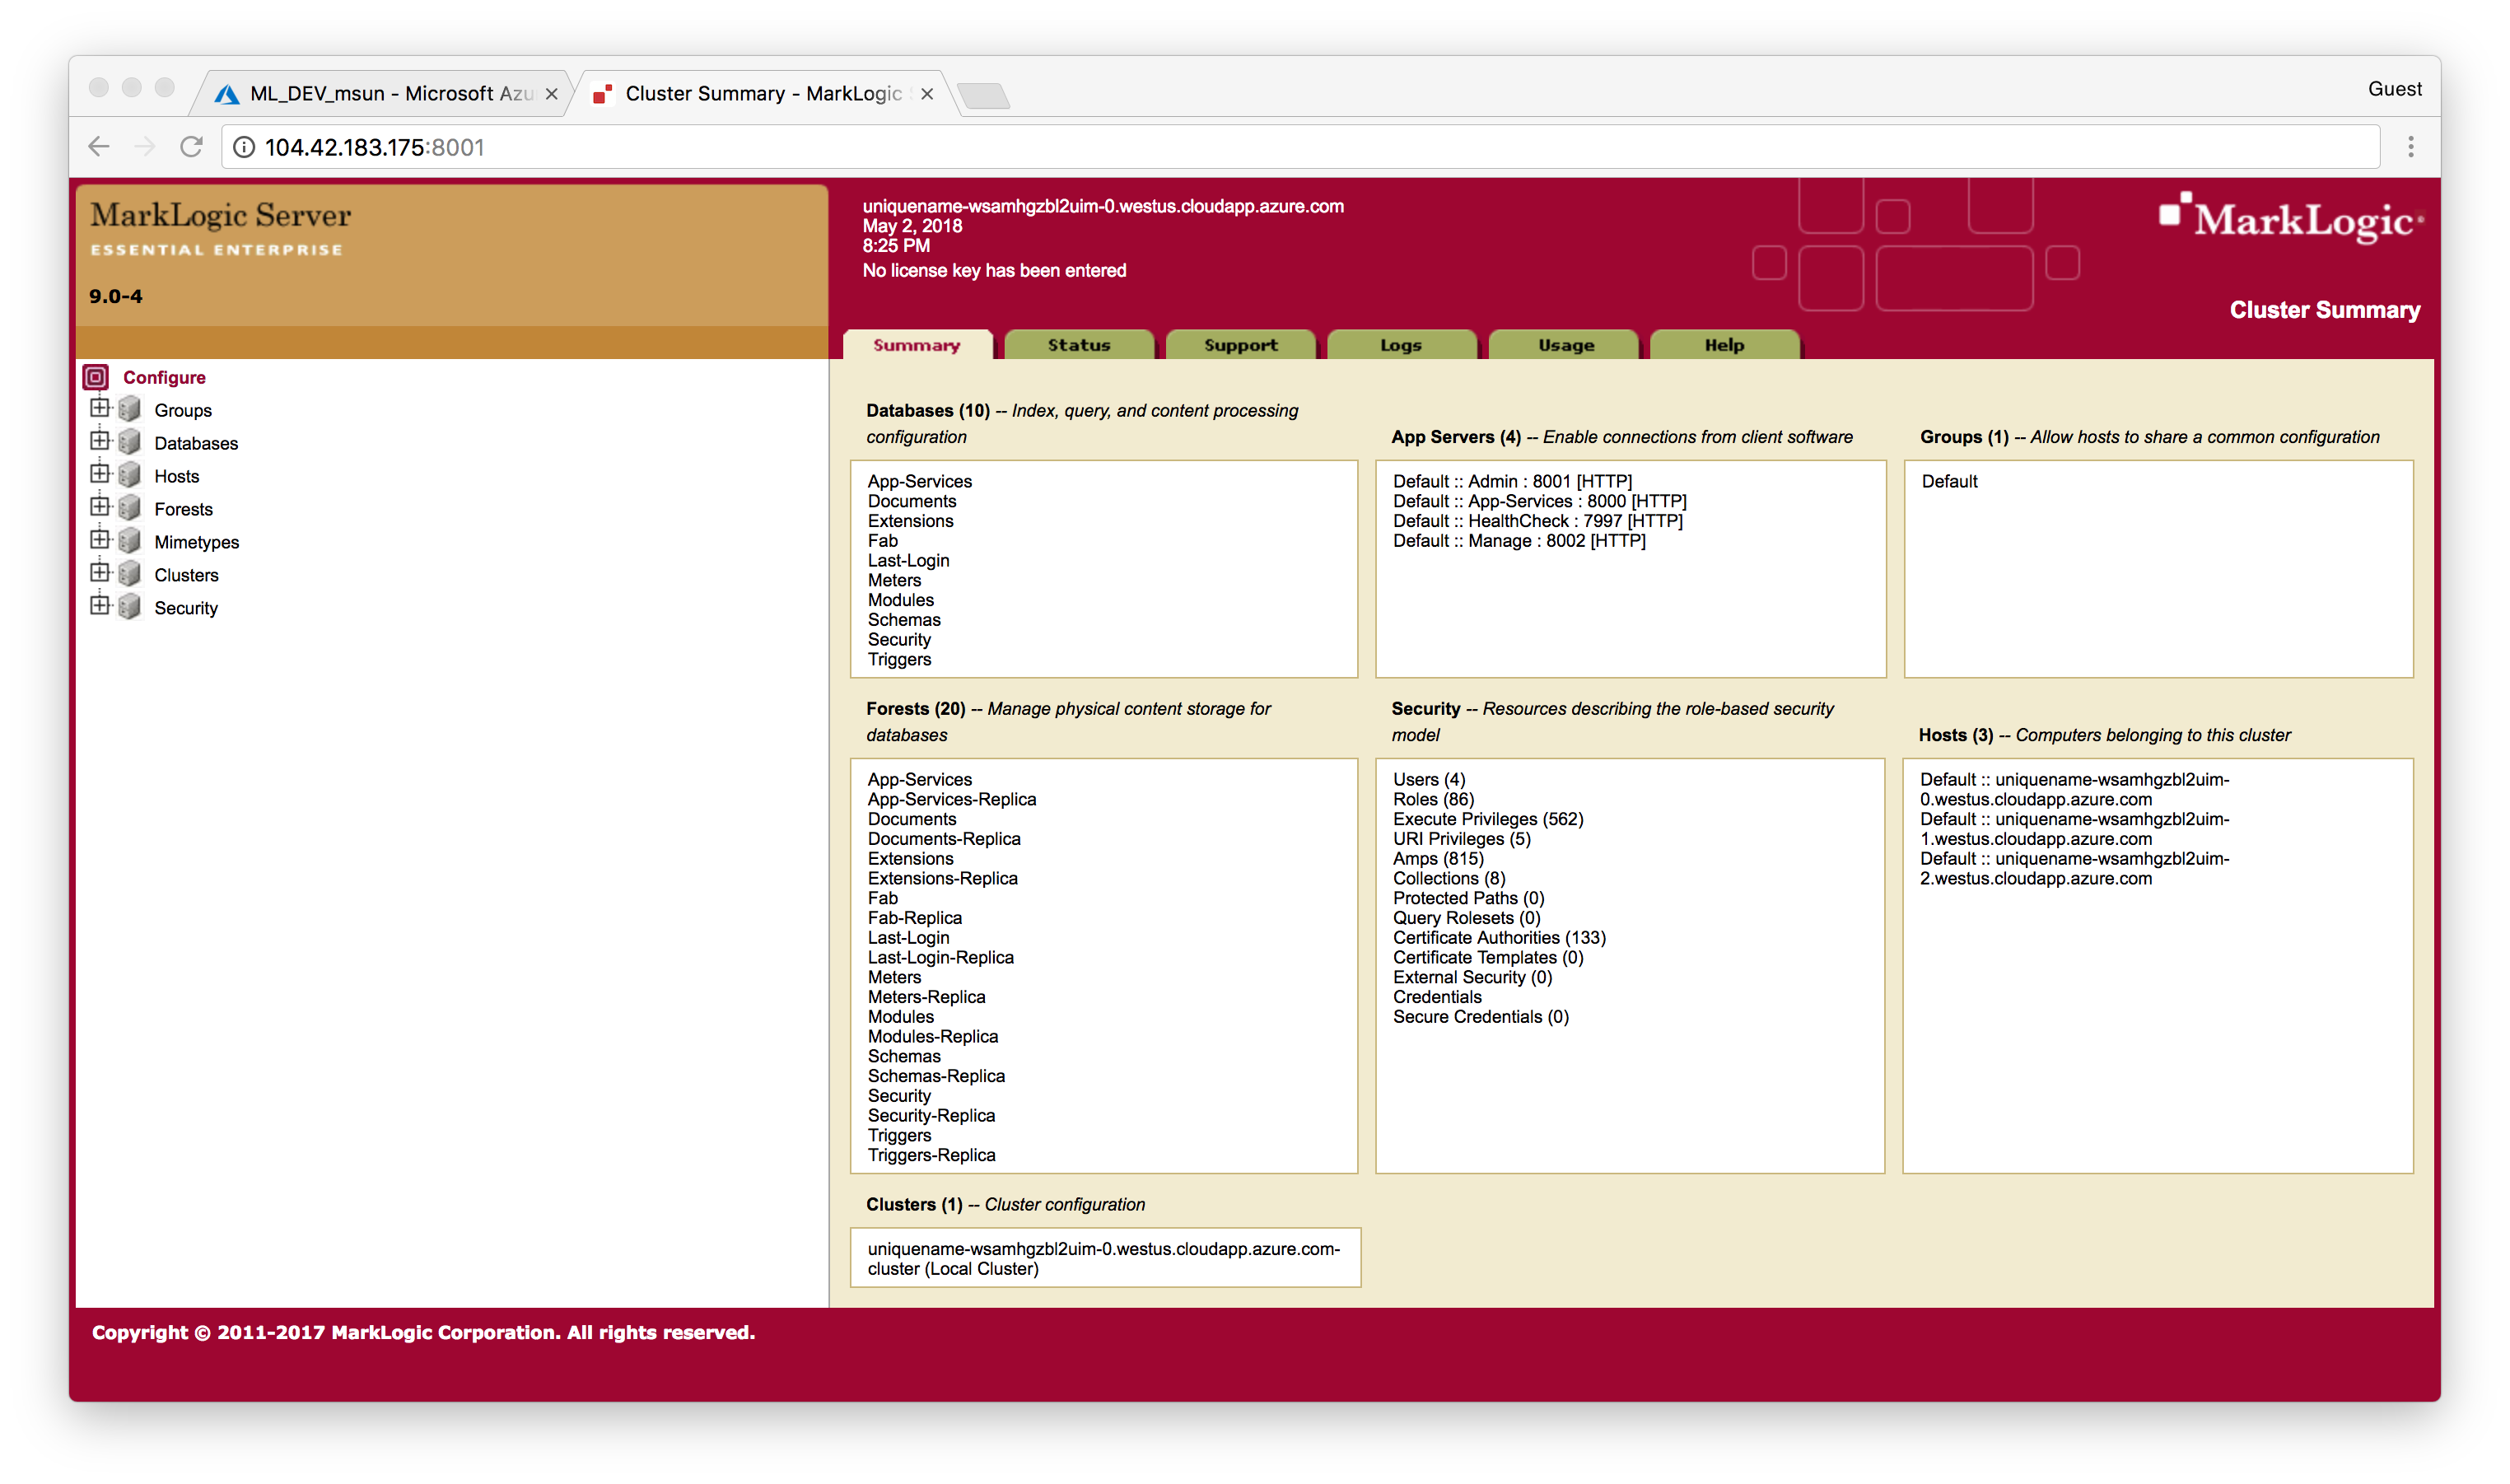 ML_DEV_msun - Microsoft Azu
Cluster Summary - MarkLogic
Guest
104.42.183.175:8001
MarkLogic Server
ESSENTIAL ENTERPRISE
9.0-4
uniquename-wsamhgzbl2uim-0.westus.cloudapp.azure.com
May 2, 2018
8:25 PM
No license key has been entered
MarkLogic
Cluster Summary
Summary
Status
Support
Logs
Usage
Help
Configure
Groups
Databases
Hosts
Forests
Mimetypes
Clusters
Security
Databases (10) -- Index, query, and content processing
configuration
App-Services
Documents
Extensions
Fab
Last-Login
Meters
Modules
Schemas
Security
Triggers
App Servers (4) -- Enable connections from client software
Default :: Admin : 8001 [HTTP]
Default :: App-Services : 8000 [HTTP]
Default :: HealthCheck : 7997 [HTTP]
Default :: Manage : 8002 [HTTP]
Groups (1) -- Allow hosts to share a common configuration
Default
Forests (20) -- Manage physical content storage for
databases
App-Services
App-Services-Replica
Documents
Documents-Replica
Extensions
Extensions-Replica
Fab
Fab-Replica
Last-Login
Last-Login-Replica
Meters
Meters-Replica
Modules
Modules-Replica
Schemas
Schemas-Replica
Security
Security-Replica
Triggers
Triggers-Replica
Security -- Resources describing the role-based security
model
Users (4)
Roles (86)
Execute Privileges (562)
URI Privileges (5)
Amps (815)
Collections (8)
Protected Paths (0)
Query Rolesets (0)
Certificate Authorities (133)
Certificate Templates (0)
External Security (0)
Credentials
Secure Credentials (0)
Hosts (3) -- Computers belonging to this cluster
Default :: uniquename-wsamhgzbl2uim-
0.westus.cloudapp.azure.com
Default :: uniquename-wsamhgzbl2uim-
1.westus.cloudapp.azure.com
Default :: uniquename-wsamhgzbl2uim-
2.westus.cloudapp.azure.com
Clusters (1) -- Cluster configuration
uniquename-wsamhgzbl2uim-0.westus.cloudapp.azure.com-
cluster (Local Cluster)
Copyright © 2011-2017 MarkLogic Corporation. All rights reserved.